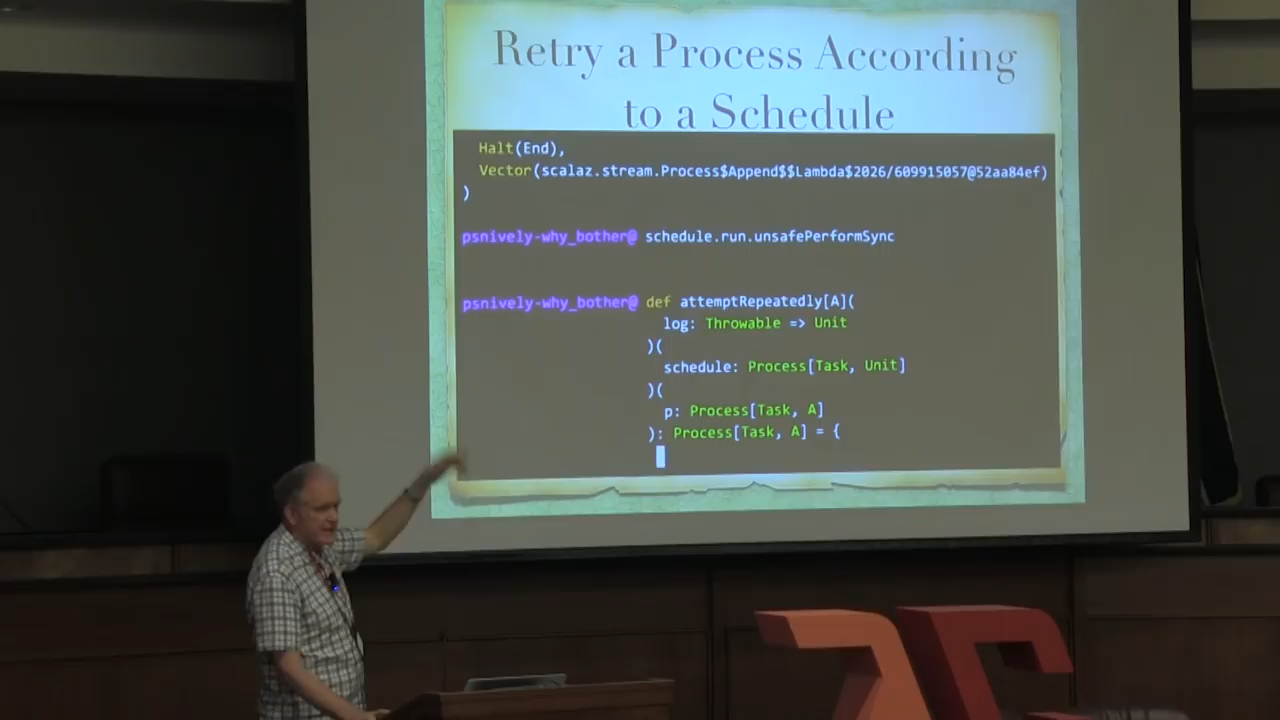 Retry a Process According
to a Schedule
Halt(End),
Vector(scalaz.stream.Process$Append$$Lambda$2026/609915057@52aa84ef)
)
psnively-why_bother@ schedule.run.unsafePerformSync
psnively-why_bother@ def attemptRepeatedly[A](
log: Throwable => Unit
)(
schedule: Process[Task, Unit]
)(
p: Process[Task, A]
): Process[Task, A] = {